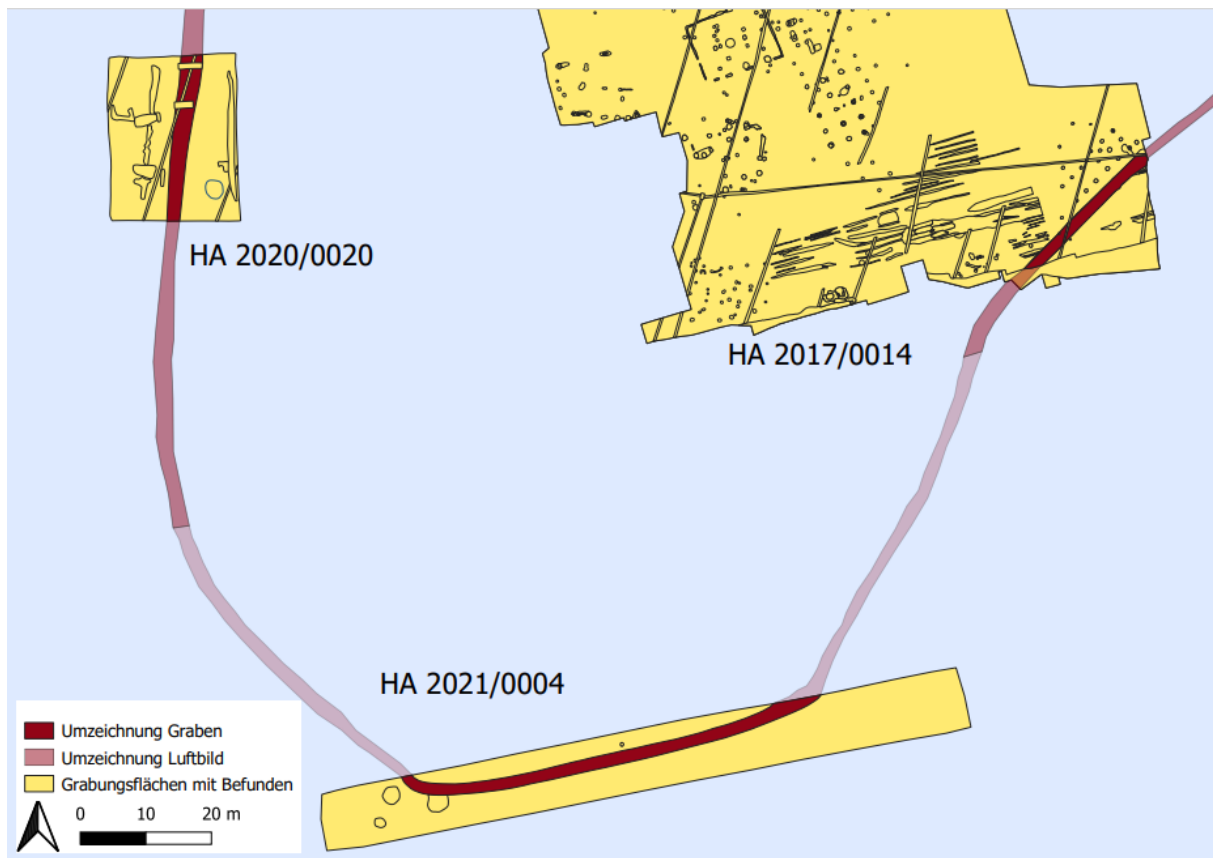 HA 2020/0020
HA 2017/0014
HA 2021/0004
Umzeichnung Graben
Umzeichnung Luftbild
Grabungsflächen mit Befunden
0 10 20 m